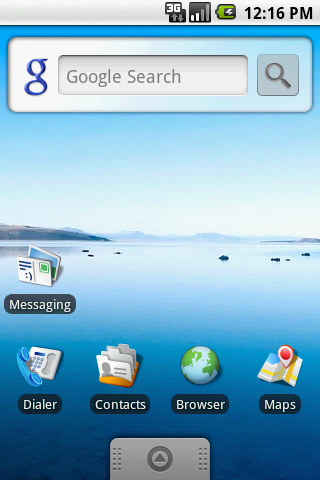 3G
12:16 PM
g
Google Search
Messaging
Dialer
Contacts
Browser
Maps